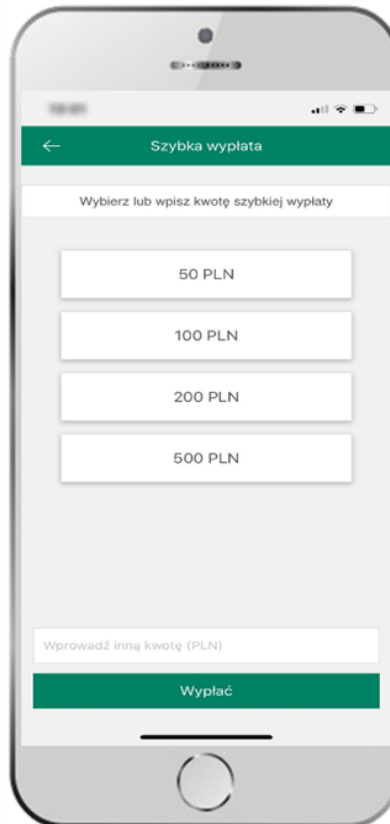 Szybka wypłata
Wybierz lub wpisz kwotę szybkiej wypłaty
50 PLN
100 PLN
200 PLN
500 PLN
Wprowadź inną kwotę (PLN)
Wypłać